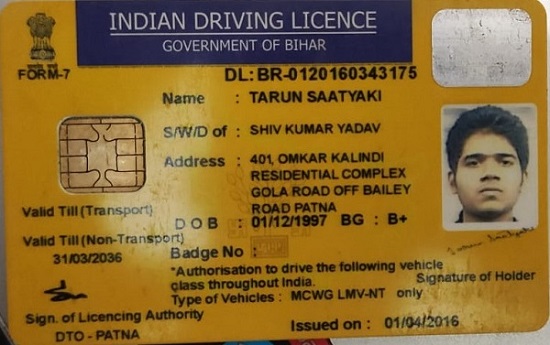 INDIAN DRIVING LICENCE
GOVERNMENT OF BIHAR
FORM-7
DL: BR-0120160343175
Name : TARUN SAATYAKI
S/W/D of : SHIV KUMAR YADAV
Address : 401, OMKAR KALINDI
RESIDENTIAL COMPLEX
GOLA ROAD OFF BAILEY
ROAD PATNA
Valid Till (Transport)
DOB : 01/12/1997 BG : B+
Valid Till (Non-Transport)
31/03/2036
Badge No :
*Authorisation to drive the following vehicle
class throughout India.
Signature of Holder
Type of Vehicles : MCWG LMV-NT only
Sign. of Licencing Authority
DTO - PATNA
Issued on : 01/04/2016